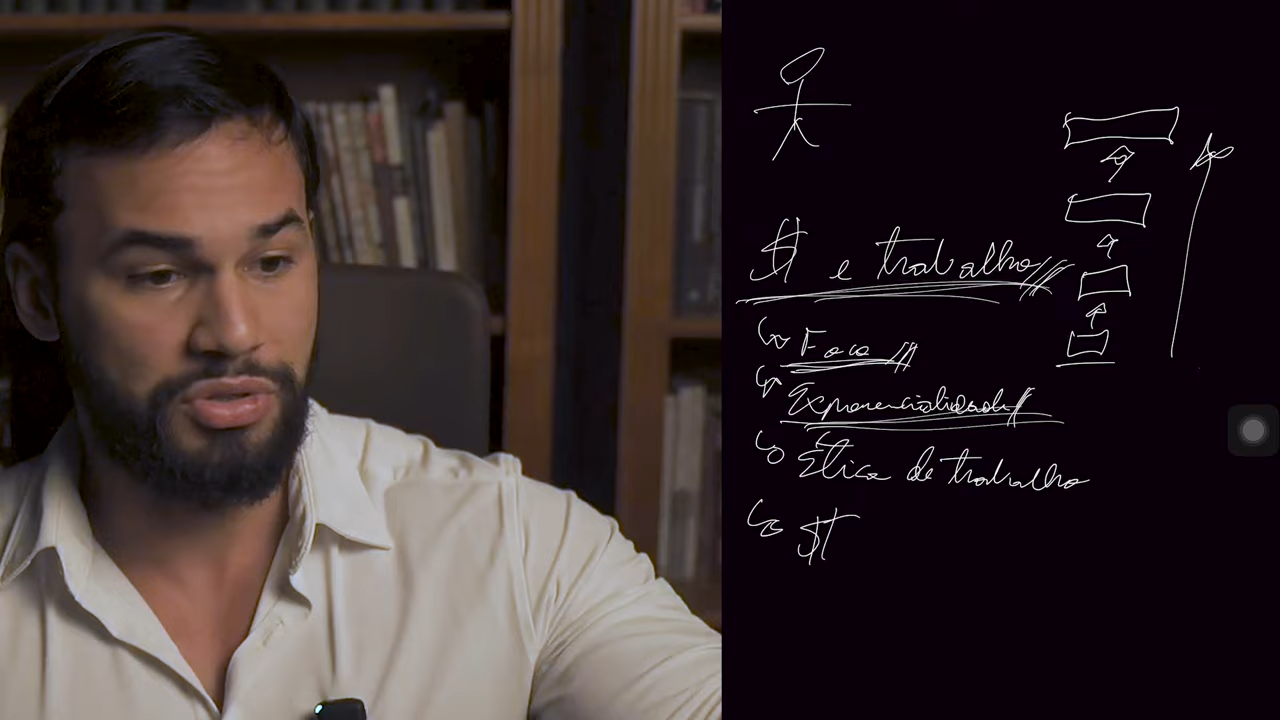 $ e trabalho
Foco
Exponencialidade
Ética de trabalho
$